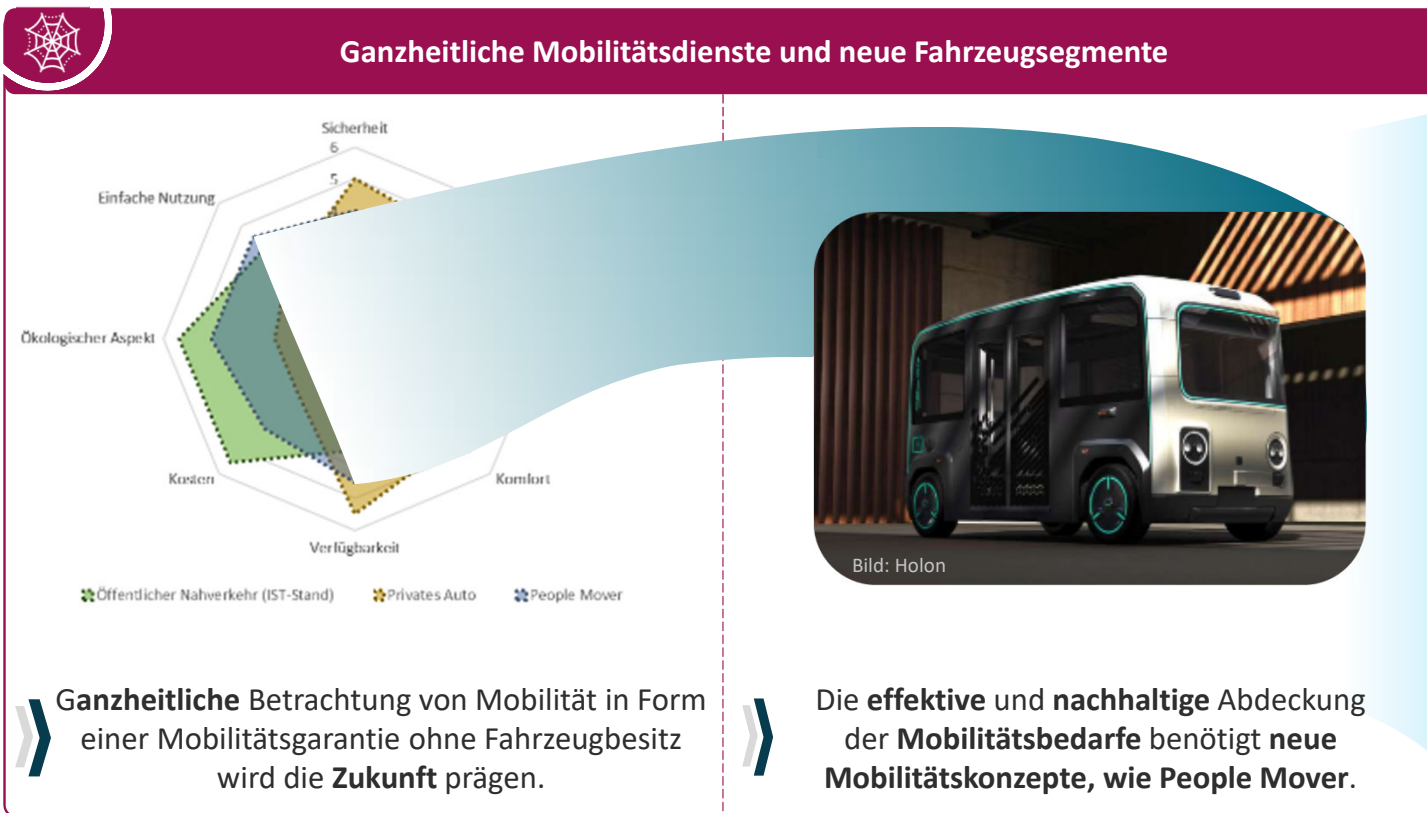 Ganzheitliche Mobilitätsdienste und neue Fahrzeugsegmente
Sicherheit
6
5
Einfache Nutzung
Ökologischer Aspekt
Kosten
Komfort
Verfügbarkeit
Öffentlicher Nahverkehr (IST-Stand)
Privates Auto
People Mover
Bild: Holon
Ganzheitliche Betrachtung von Mobilität in Form
einer Mobilitätsgarantie ohne Fahrzeugbesitz
wird die Zukunft prägen.
Die effektive und nachhaltige Abdeckung
der Mobilitätsbedarfe benötigt neue
Mobilitätskonzepte, wie People Mover.